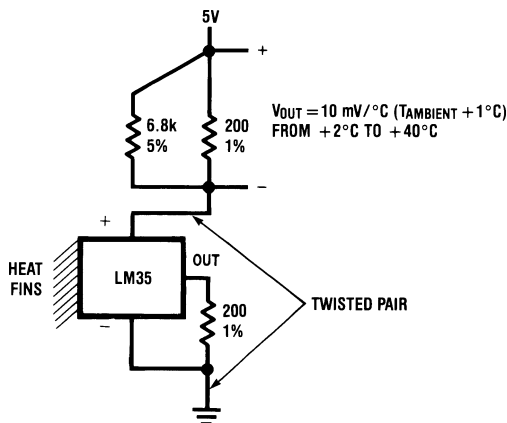 5V
+
6.8k
5%
200
1%
VOUT = 10 mV/°C (TAMBIENT +1°C)
FROM +2°C TO +40°C
−
+
HEAT
FINS
LM35
OUT
−
200
1%
TWISTED PAIR